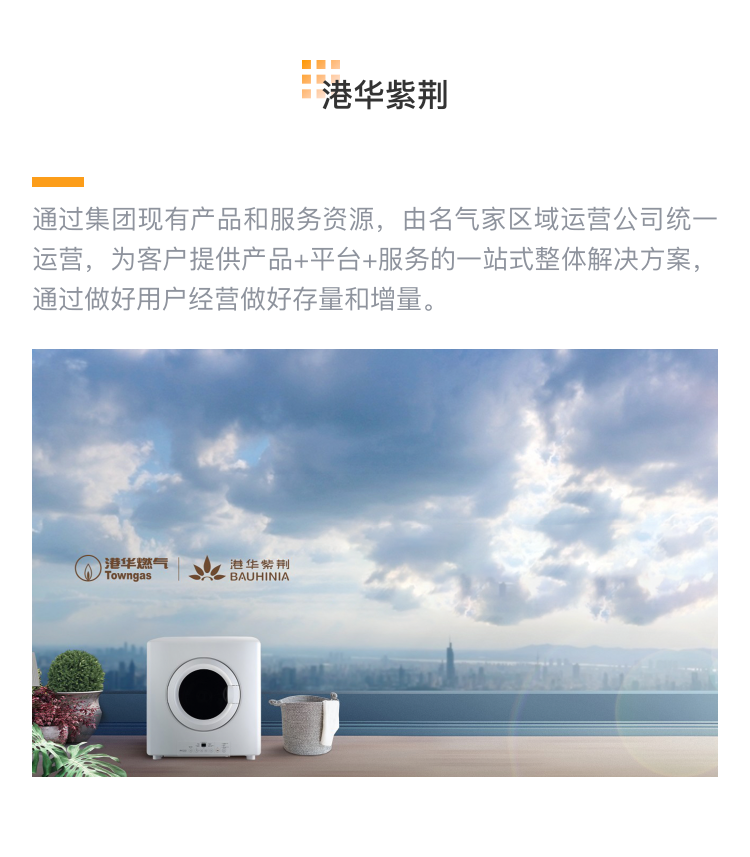 港华紫荆
通过集团现有产品和服务资源，由名气家区域运营公司统一
运营，为客户提供产品+平台+服务的一站式整体解决方案，
通过做好用户经营做好存量和增量。
港华燃气 港华紫荆
Towngas BAUHINIA